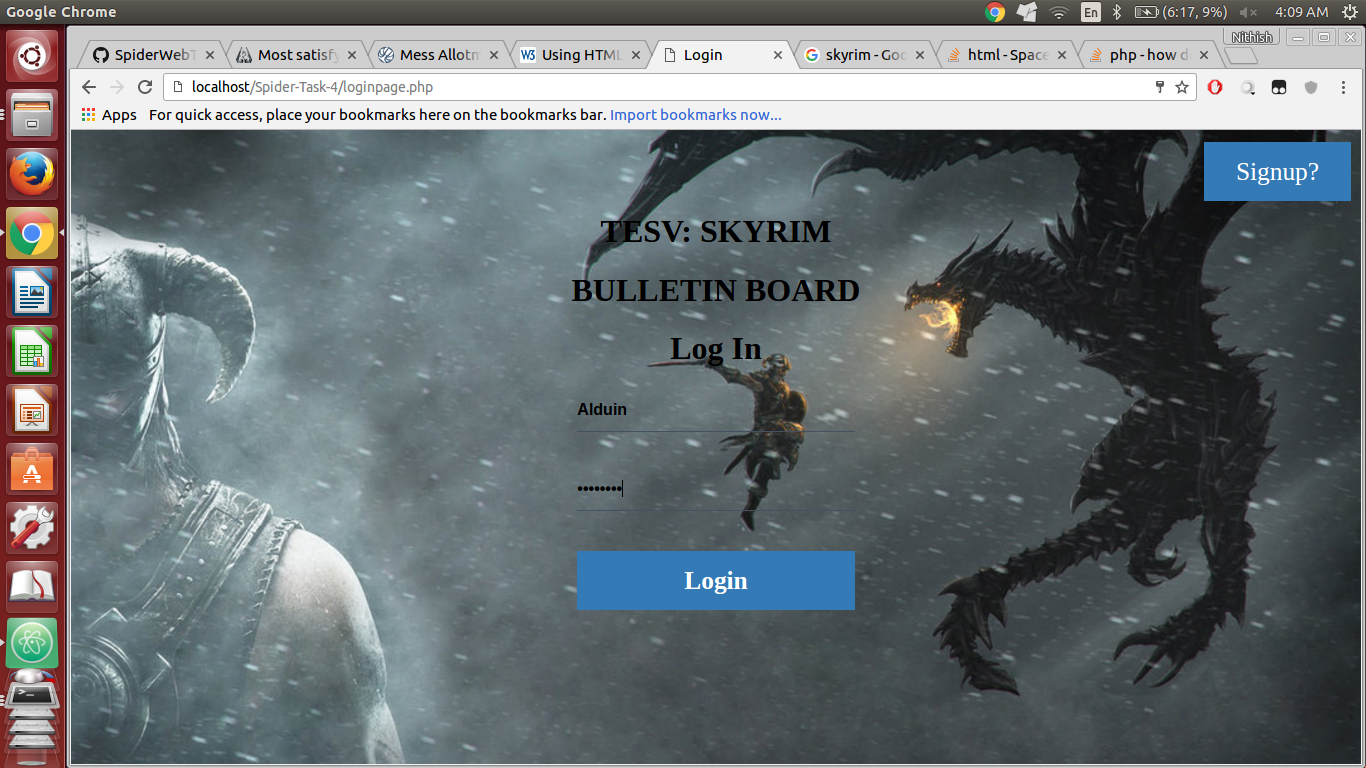 Google Chrome
En
(6:17, 9%)
4:09 AM
Nithish
SpiderWebT
Most satisfy
Mess Allotm
W3
Using HTML
Login
skyrim - Goo
html - Space
php - how d
localhost/Spider-Task-4/loginpage.php
Apps
For quick access, place your bookmarks here on the bookmarks bar. Import bookmarks now...
Signup?
TESV: SKYRIM
BULLETIN BOARD
Log In
Alduin
••••••••
Login